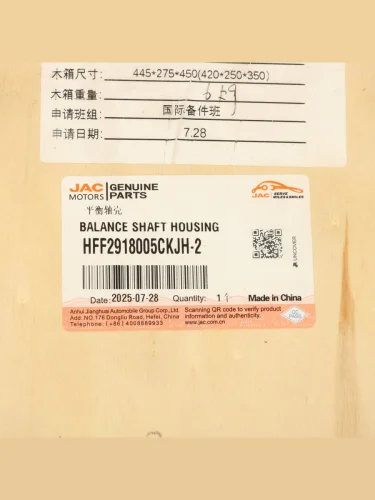 木箱尺寸: 445*275*450(420*250*350)
木箱重量:
申请班组: 国际备件班
申请日期: 7.28
JAC MOTORS GENUINE PARTS
JAC SERVE
平衡轴壳
BALANCE SHAFT HOUSING
HFF2918005CKJH-2
UNCOVER
Date:2025-07-28 Quantity: 1个 Made in China
Anhui Jianghuai Automobile Group Corp.,Ltd.
Add. NO.176 Dongliu Road, Hefei, China
Telephone: (+86) 4008889933
Scanning QR code to verify product
information and authenticity.
www.jac.com.cn